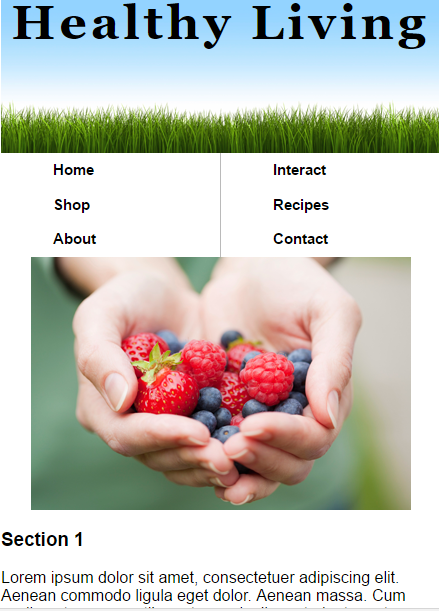 Healthy Living
Home
Interact
Shop
Recipes
About
Contact
Section 1
Lorem ipsum dolor sit amet, consectetuer adipiscing elit.
Aenean commodo ligula eget dolor. Aenean massa. Cum